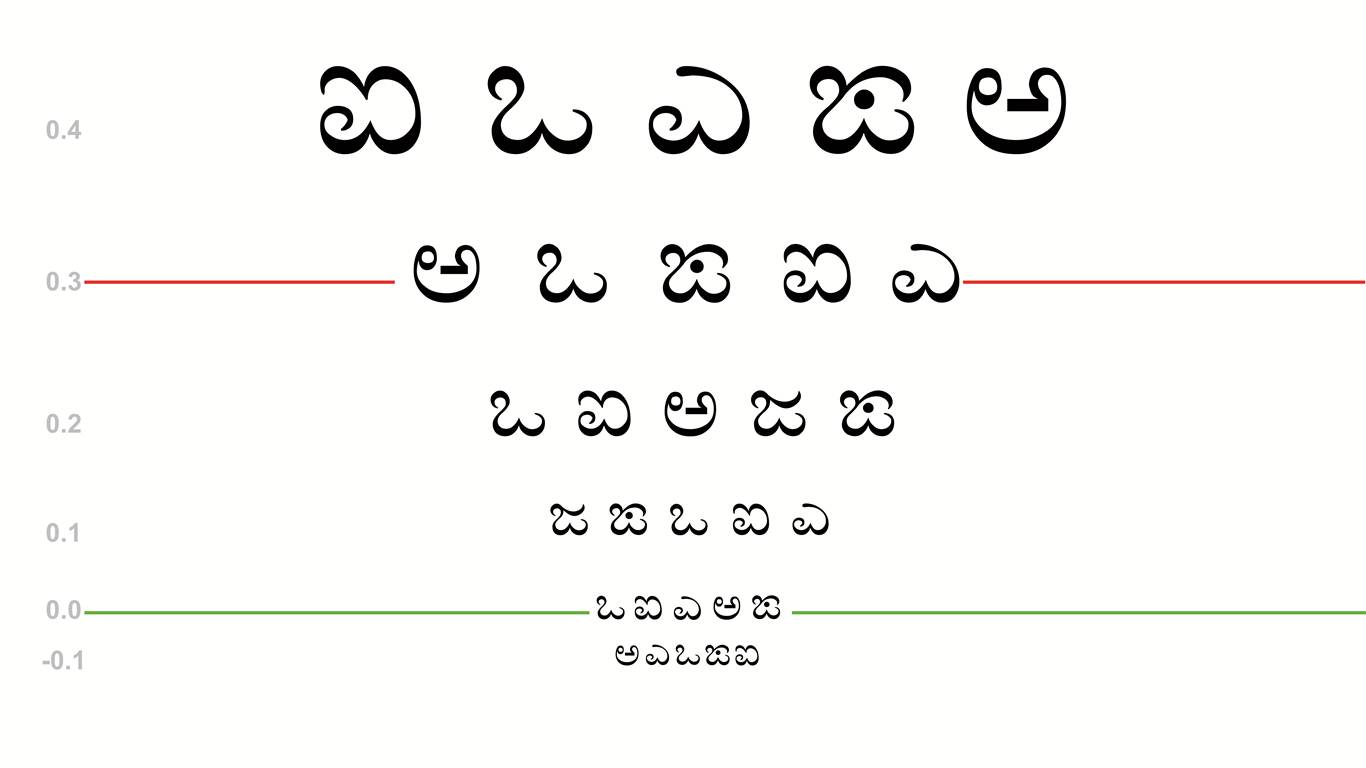 0.4 ಐ ಒ ಎ ಇ ಅ
0.3 ಅ ಒ ಇ ಐ ಎ
0.2 ಒ ಐ ಅ ಜ ಇ
0.1 ಜ ಇ ಒ ಐ ಎ
0.0 ಒ ಐ ಎ ಅ ಇ
-0.1 ಅ ಎ ಒ ಇ ಐ